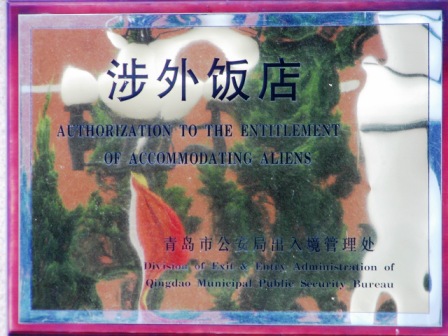 涉外饭店
AUTHORIZATION TO THE ENTITLEMENT
OF ACCOMMODATING ALIENS
青岛市公安局出入境管理处
Division of Exit & Entry Administration of
Qingdao Municipal Public Security Bureau